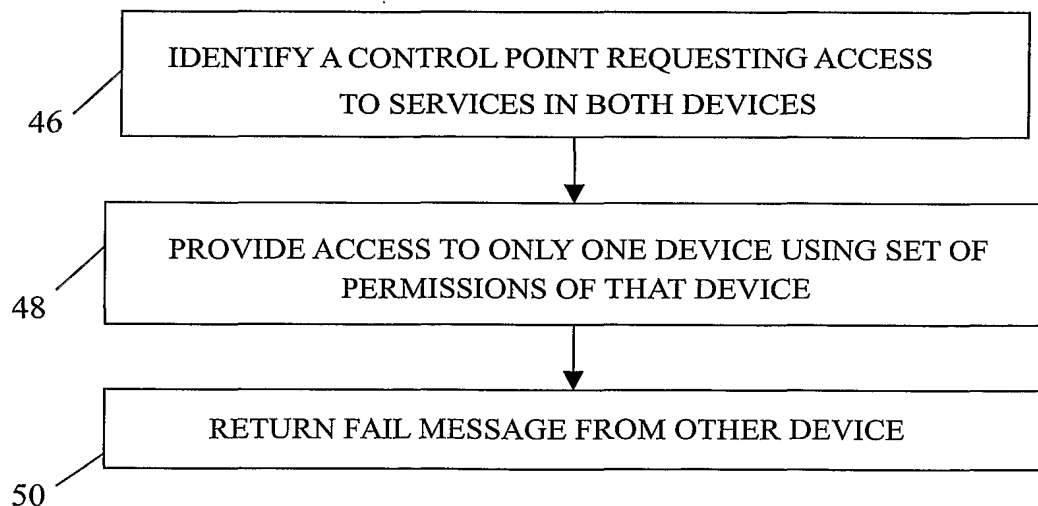 IDENTIFY A CONTROL POINT REQUESTING ACCESS
TO SERVICES IN BOTH DEVICES
46
PROVIDE ACCESS TO ONLY ONE DEVICE USING SET OF
PERMISSIONS OF THAT DEVICE
48
RETURN FAIL MESSAGE FROM OTHER DEVICE
50